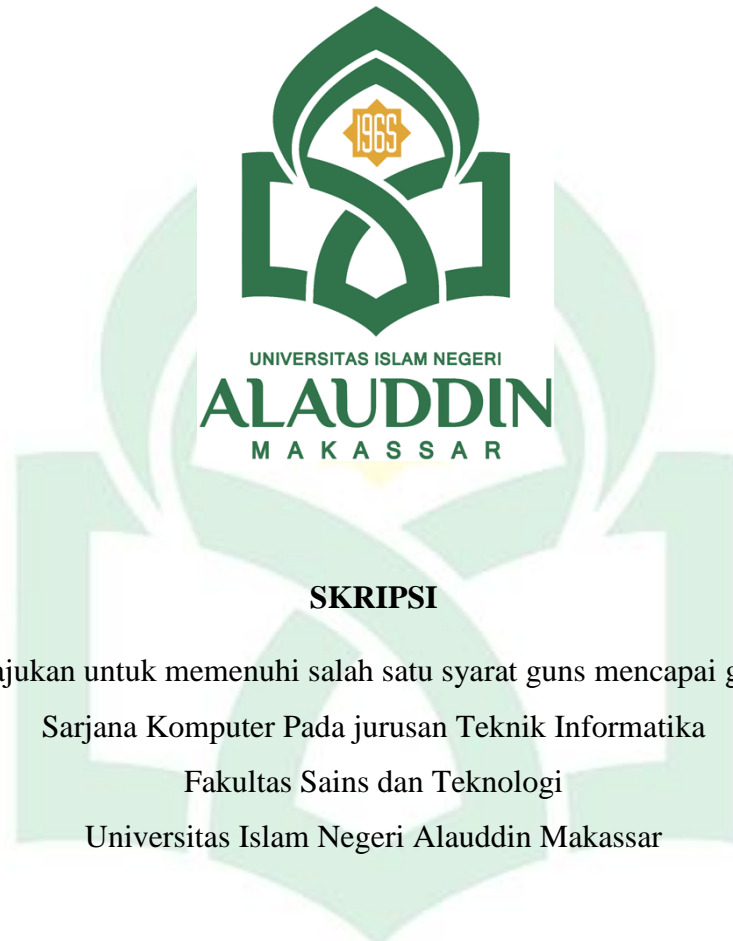 1965
UNIVERSITAS ISLAM NEGERI
ALAUDDIN
MAKASSAR
SKRIPSI
ajukan untuk memenuhi salah satu syarat guns mencapai g
Sarjana Komputer Pada jurusan Teknik Informatika
Fakultas Sains dan Teknologi
Universitas Islam Negeri Alauddin Makassar